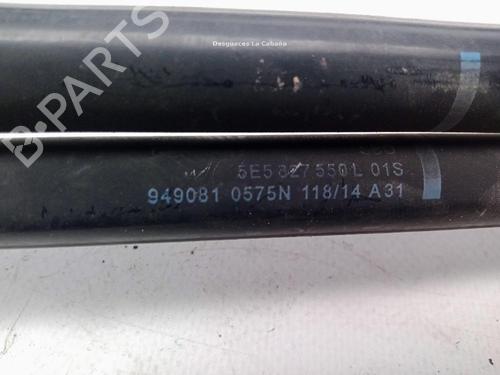 Desguaces La Cabaña
B-PARTS
5E5 827 550 L 01S
949081 0575N 118/14 A31